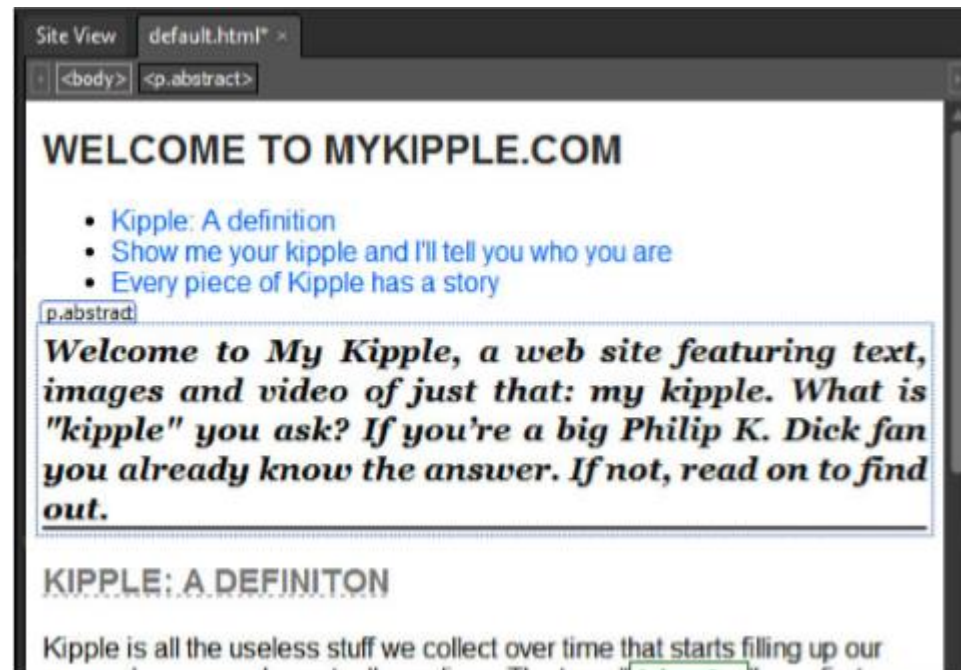 Site View default.html* ×
<body> <p.abstract>
WELCOME TO MYKIPPLE.COM
• Kipple: A definition
• Show me your kipple and I'll tell you who you are
• Every piece of Kipple has a story
p.abstract
Welcome to My Kipple, a web site featuring text,
images and video of just that: my kipple. What is
"kipple" you ask? If you're a big Philip K. Dick fan
you already know the answer. If not, read on to find
out.
KIPPLE: A DEFINITON
Kipple is all the useless stuff we collect over time that starts filling up our